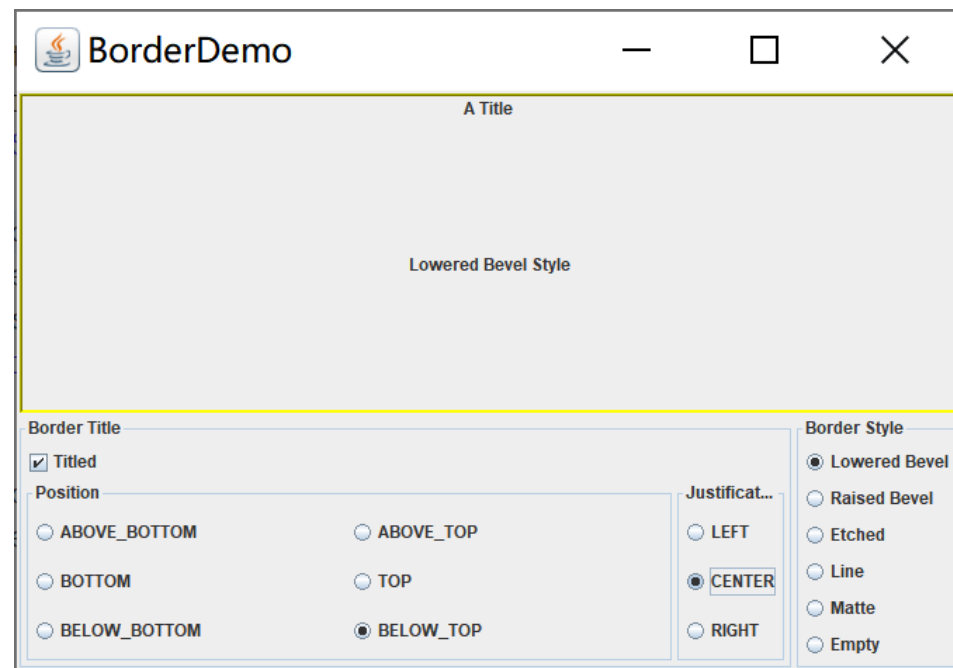 BorderDemo
A Title
Lowered Bevel Style
Border Title
Titled
Position
ABOVE_BOTTOM
ABOVE_TOP
BOTTOM
TOP
BELOW_BOTTOM
BELOW_TOP
Justificat...
LEFT
CENTER
RIGHT
Border Style
Lowered Bevel
Raised Bevel
Etched
Line
Matte
Empty